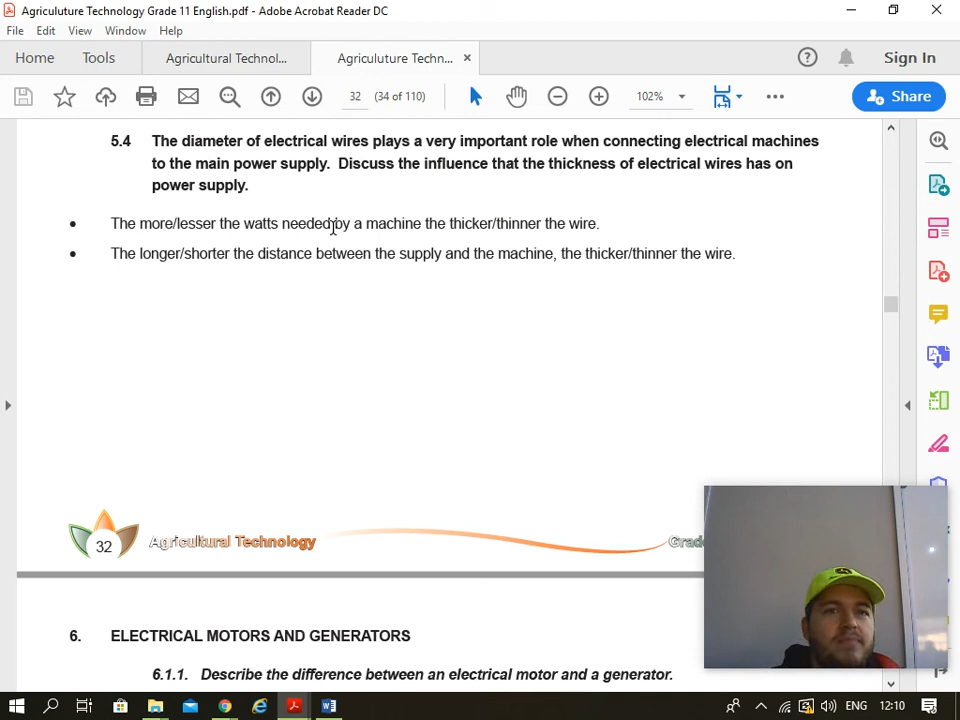 Agriculuture Technology Grade 11 English.pdf - Adobe Acrobat Reader DC
File Edit View Window Help
Home Tools Agricultural Technol... Agriculuture Techn... Sign In
32 (34 of 110) 102% Share
5.4 The diameter of electrical wires plays a very important role when connecting electrical machines
to the main power supply. Discuss the influence that the thickness of electrical wires has on
power supply.
• The more/lesser the watts needed by a machine the thicker/thinner the wire.
• The longer/shorter the distance between the supply and the machine, the thicker/thinner the wire.
32 Agricultural Technology
6. ELECTRICAL MOTORS AND GENERATORS
6.1.1. Describe the difference between an electrical motor and a generator.
ENG 12:10